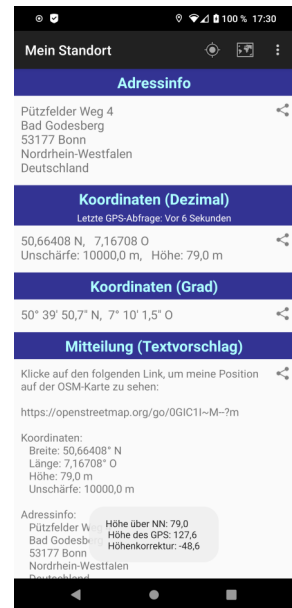 100 % 17:30
Mein Standort
Adressinfo
Pützfelder Weg 4
Bad Godesberg
53177 Bonn
Nordrhein-Westfalen
Deutschland
Koordinaten (Dezimal)
Letzte GPS-Abfrage: Vor 6 Sekunden
50,66408 N, 7,16708 O
Unschärfe: 10000,0 m, Höhe: 79,0 m
Koordinaten (Grad)
50° 39' 50,7" N, 7° 10' 1,5" O
Mitteilung (Textvorschlag)
Klicke auf den folgenden Link, um meine Position
auf der OSM-Karte zu sehen:
https://openstreetmap.org/go/0GIC1I~M--?m
Koordinaten:
Breite: 50,66408° N
Länge: 7,16708° O
Höhe: 79,0 m
Unschärfe: 10000,0 m
Adressinfo:
Pützfelder W
Bad Godesb
53177 Bonn
Nordrhein-Westfalen
Deutschland
Höhe über NN: 79,0
Höhe des GPS: 127,6
Höhenkorrektur: -48,6